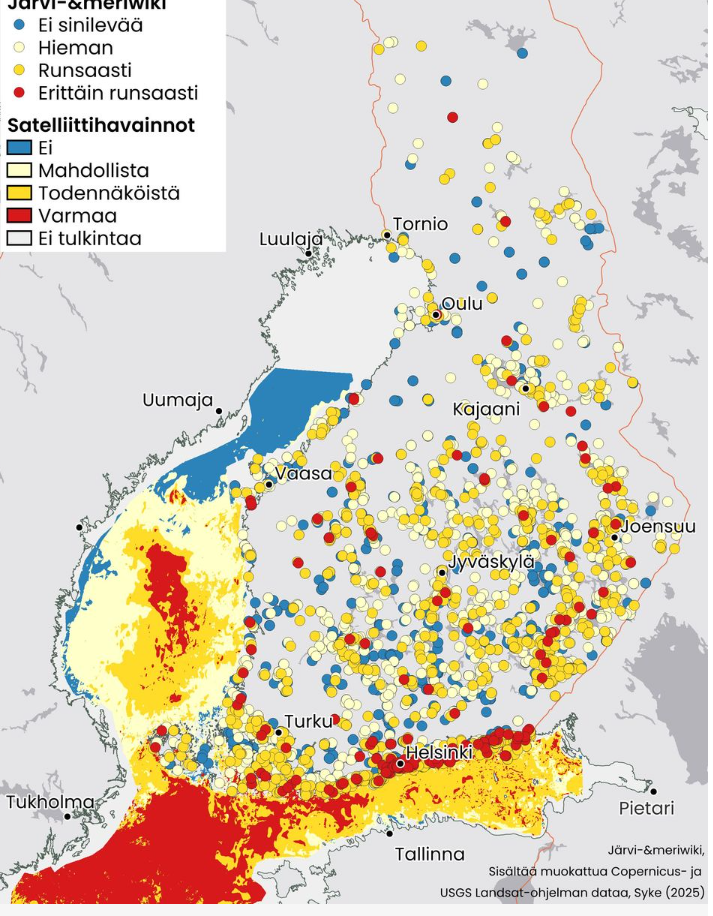 Järvi-&meriwiki
Ei sinilevää
Hieman
Runsaasti
Erittäin runsaasti
Satelliittihavainnot
Ei
Mahdollista
Todennäköistä
Varmaa
Ei tulkintaa
Tornio
Luulaja
Oulu
Uumaja
Kajaani
Vaasa
Joensuu
Jyväskylä
Turku
Helsinki
Tukholma
Pietari
Tallinna
Järvi-&meriwiki,
Sisältää muokattua Copernicus- ja
USGS Landsat-ohjelman dataa, Syke (2025)